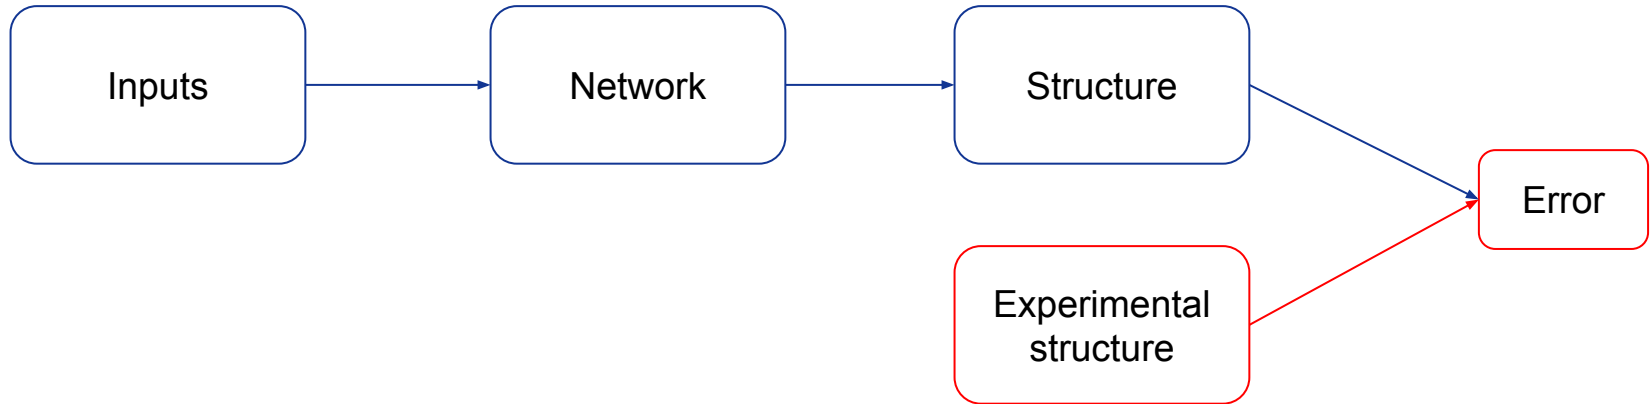 Inputs
Network
Structure
Error
Experimental
structure